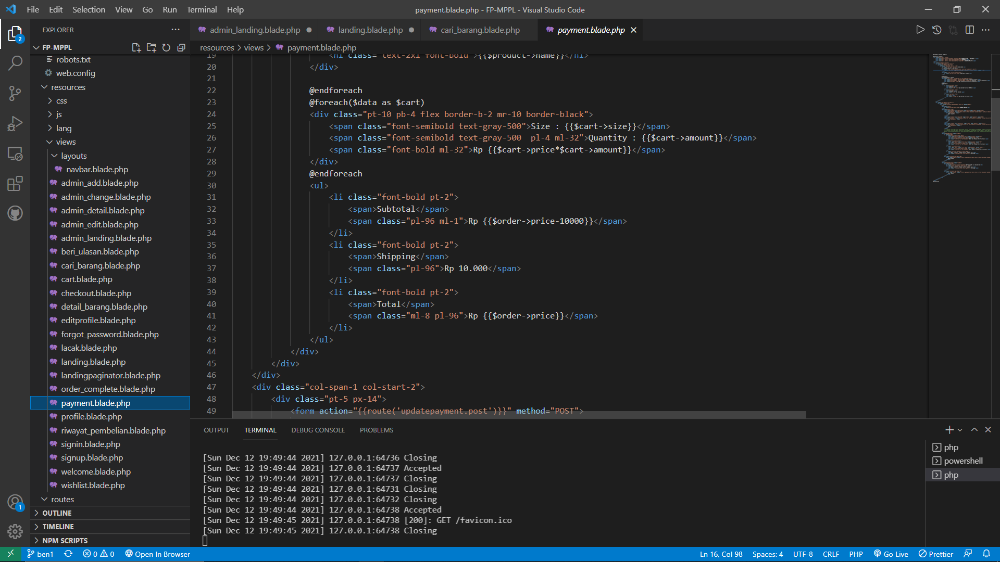 File Edit Selection View Go Run Terminal Help
payment.blade.php - FP-MPPL - Visual Studio Code
EXPLORER
admin_landing.blade.php
landing.blade.php
cari_barang.blade.php
payment.blade.php
2
FP-MPPL
resources > views > payment.blade.php
robots.txt
web.config
resources
css
js
lang
views
layouts
navbar.blade.php
admin_add.blade.php
admin_change.blade.php
admin_detail.blade.php
admin_edit.blade.php
admin_landing.blade.php
beri_ulasan.blade.php
cari_barang.blade.php
cart.blade.php
checkout.blade.php
detail_barang.blade.php
editprofile.blade.php
forgot_password.blade.php
lacak.blade.php
landing.blade.php
landingpaginator.blade.php
order_complete.blade.php
payment.blade.php
profile.blade.php
riwayat_pembelian.blade.php
signin.blade.php
signup.blade.php
welcome.blade.php
wishlist.blade.php
routes
OUTLINE
TIMELINE
NPM SCRIPTS
1
19 <h1 class="text-2xl font-bold">{{$product->name}}</h1>
20 </div>
21
22 @endforeach
23 @foreach($data as $cart)
24 <div class="pt-10 pb-4 flex border-b-2 mr-10 border-black">
25 <span class="font-semibold text-gray-500">Size : {{$cart->size}}</span>
26 <span class="font-semibold text-gray-500  pl-4 ml-32">Quantity : {{$cart->amount}}</span>
27 <span class="font-bold ml-32">Rp {{$cart->price*$cart->amount}}</span>
28 </div>
29 @endforeach
30 <ul>
31 <li class="font-bold pt-2">
32 <span>Subtotal</span>
33 <span class="pl-96 ml-1">Rp {{$order->price-10000}}</span>
34 </li>
35 <li class="font-bold pt-2">
36 <span>Shipping</span>
37 <span class="pl-96">Rp 10.000</span>
38 </li>
39 <li class="font-bold pt-2">
40 <span>Total</span>
41 <span class="ml-8 pl-96">Rp {{$order->price}}</span>
42 </li>
43 </ul>
44 </div>
45 </div>
46 </div>
47 <div class="col-span-1 col-start-2">
48 <div class="pt-5 px-14">
49 <form action="{{route('updatepayment.post')}}" method="POST">
OUTPUT TERMINAL DEBUG CONSOLE PROBLEMS
[Sun Dec 12 19:49:44 2021] 127.0.0.1:64736 Closing
[Sun Dec 12 19:49:44 2021] 127.0.0.1:64737 Accepted
[Sun Dec 12 19:49:44 2021] 127.0.0.1:64737 Closing
[Sun Dec 12 19:49:44 2021] 127.0.0.1:64731 Closing
[Sun Dec 12 19:49:44 2021] 127.0.0.1:64732 Closing
[Sun Dec 12 19:49:44 2021] 127.0.0.1:64738 Accepted
[Sun Dec 12 19:49:45 2021] 127.0.0.1:64738 [200]: GET /favicon.ico
[Sun Dec 12 19:49:45 2021] 127.0.0.1:64738 Closing
php
powershell
php
ben1 0 0 Open In Browser Ln 16, Col 98 Spaces: 4 UTF-8 CRLF PHP Go Live Prettier